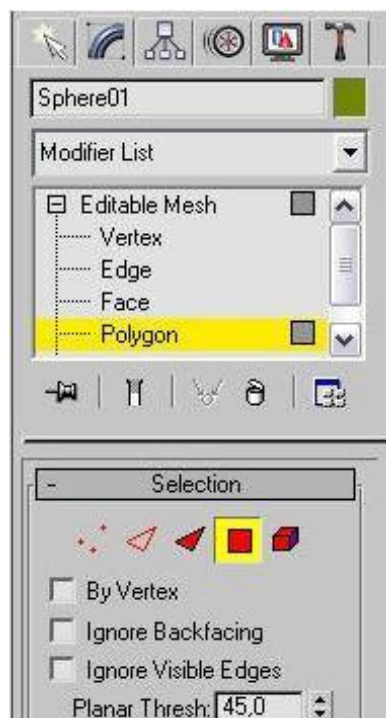 Sphere01
Modifier List
Editable Mesh
Vertex
Edge
Face
Polygon
- Selection
By Vertex
Ignore Backfacing
Ignore Visible Edges
Planar Thresh: 45,0